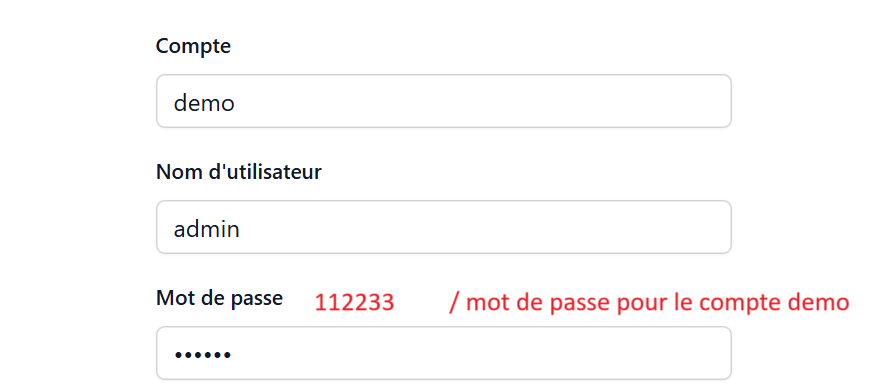 Compte
demo
Nom d'utilisateur
admin
Mot de passe 112233 / mot de passe pour le compte demo
••••••